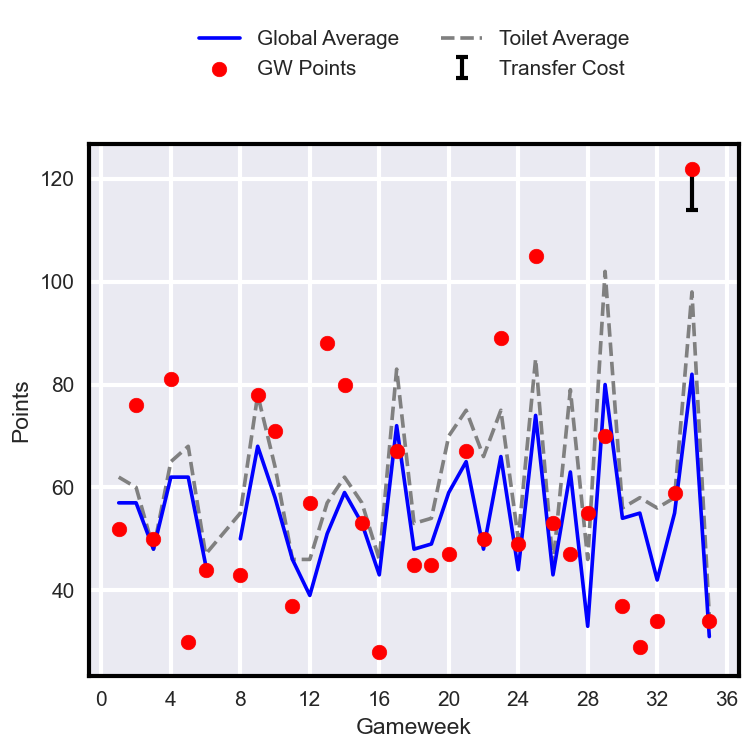 Global Average
GW Points
Toilet Average
Transfer Cost
120
100
80
60
40
Points
0 4 8 12 16 20 24 28 32 36
Gameweek